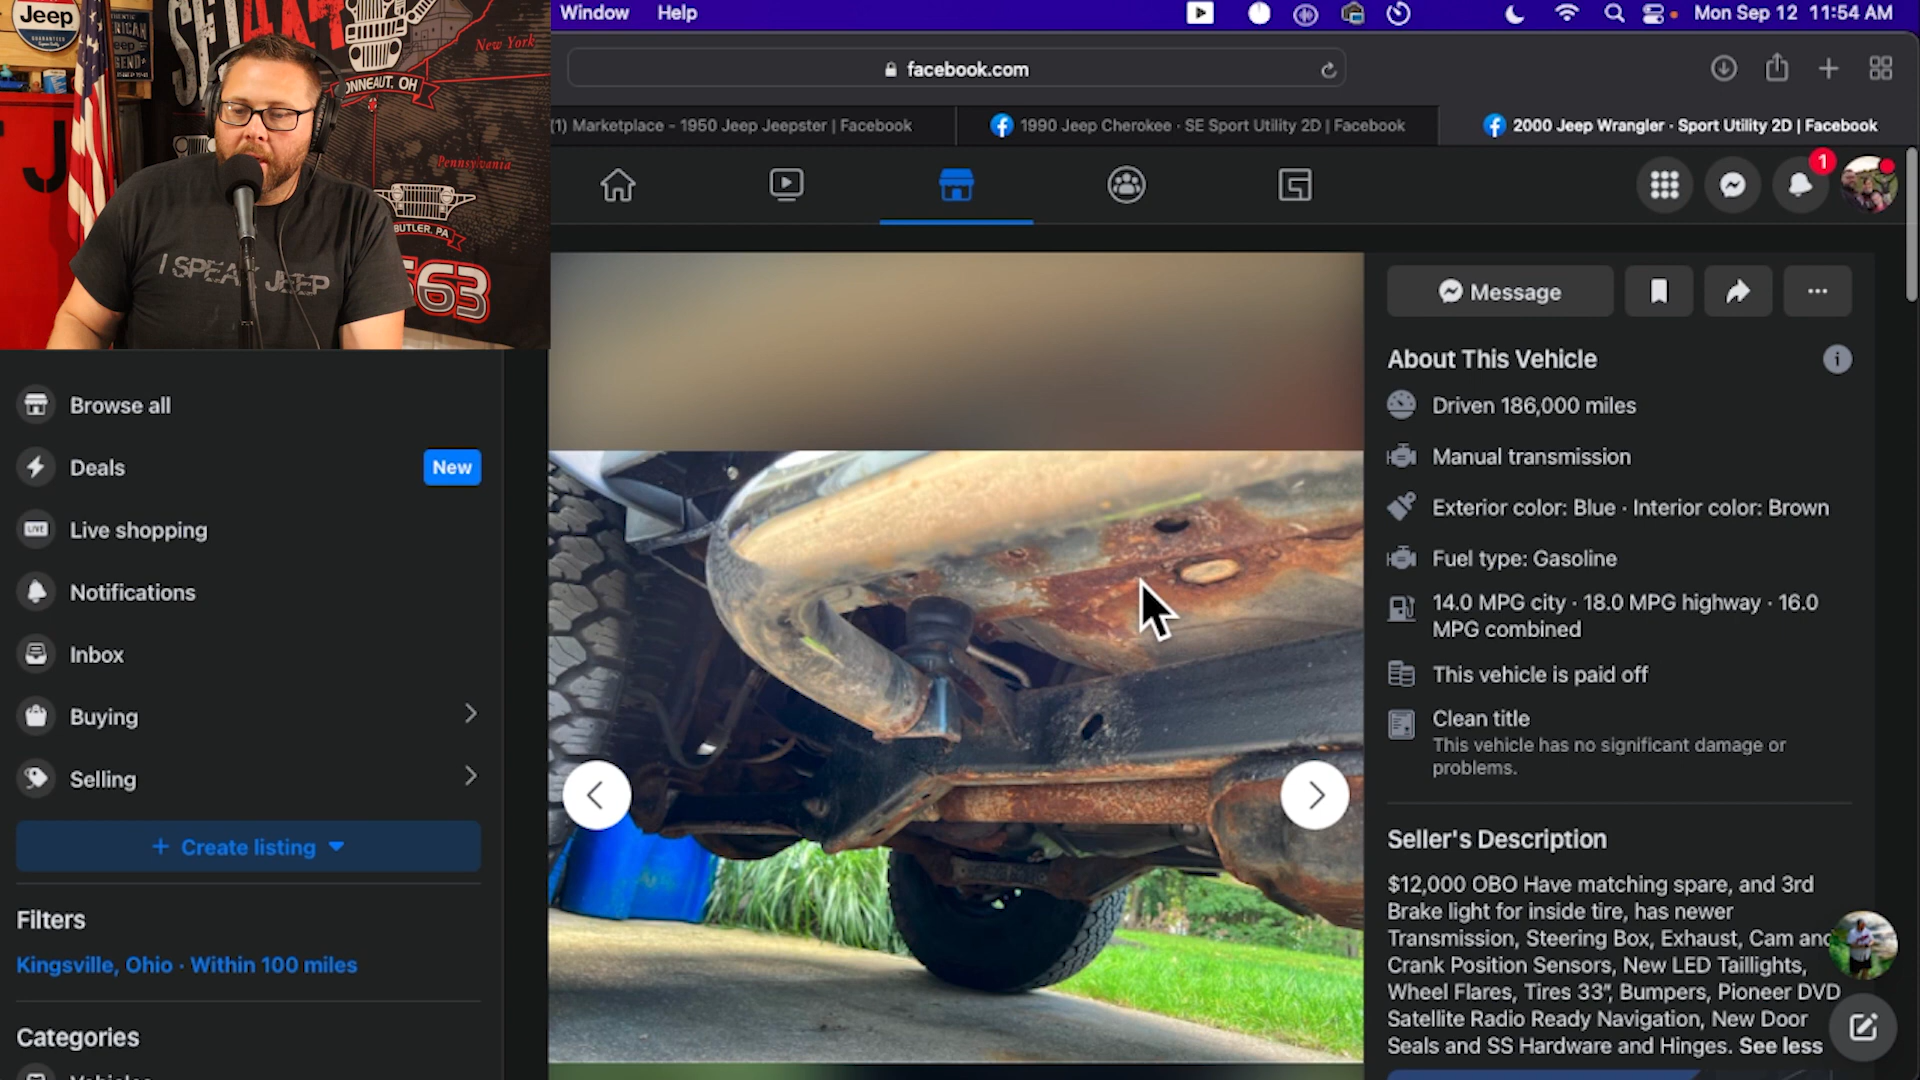 Window Help
Mon Sep 12 11:54 AM
facebook.com
(1) Marketplace - 1950 Jeep Jeepster | Facebook
1990 Jeep Cherokee · SE Sport Utility 2D | Facebook
2000 Jeep Wrangler · Sport Utility 2D | Facebook
1
Jeep
New York
CONNEAUT, OH
Pennsylvania
BUTLER, PA
I SPEAK JEEP
Message
About This Vehicle
Driven 186,000 miles
Manual transmission
Exterior color: Blue · Interior color: Brown
Fuel type: Gasoline
14.0 MPG city · 18.0 MPG highway · 16.0
MPG combined
This vehicle is paid off
Clean title
This vehicle has no significant damage or
problems.
Seller's Description
$12,000 OBO Have matching spare, and 3rd
Brake light for inside tire, has newer
Transmission, Steering Box, Exhaust, Cam and
Crank Position Sensors, New LED Taillights,
Wheel Flares, Tires 33", Bumpers, Pioneer DVD
Satellite Radio Ready Navigation, New Door
Seals and SS Hardware and Hinges. See less
Browse all
Deals
New
LIVE
Live shopping
Notifications
Inbox
Buying
Selling
+ Create listing
Filters
Kingsville, Ohio · Within 100 miles
Categories
Vehicles